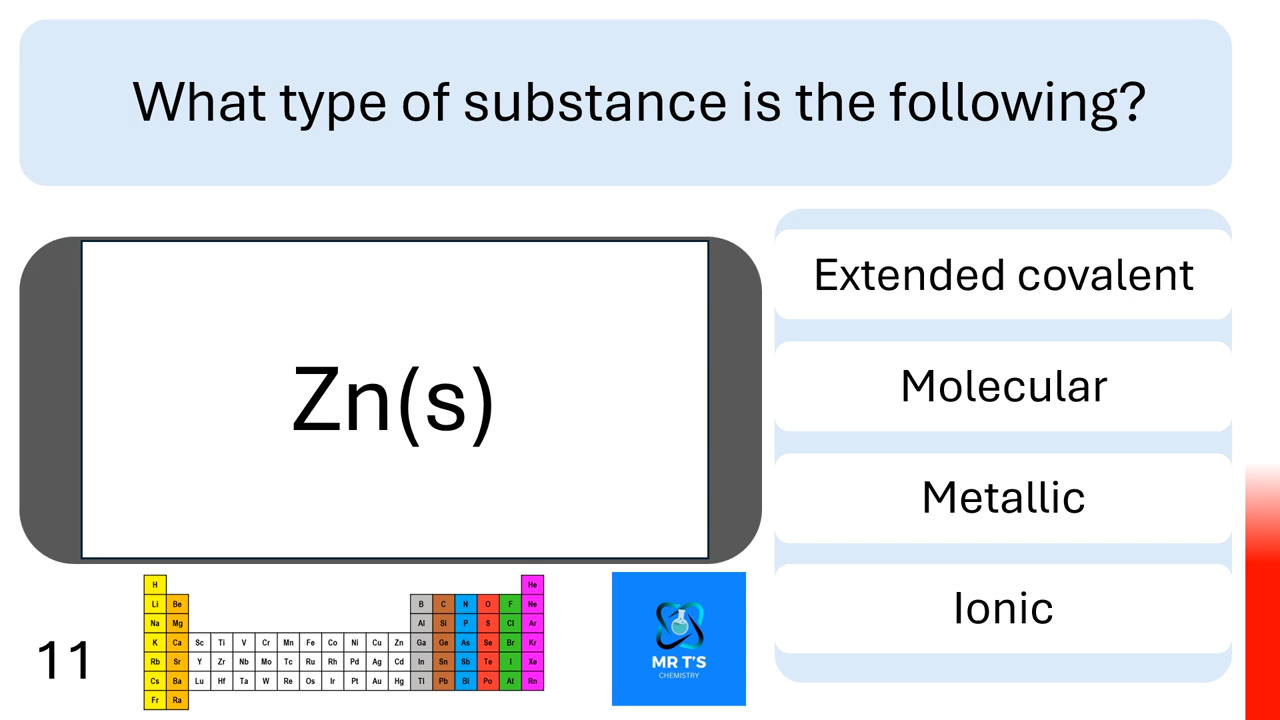 What type of substance is the following?
Zn(s)
Extended covalent
Molecular
Metallic
Ionic
11
H He
Li Be B C N O F Ne
Na Mg Al Si P S Cl Ar
K Ca Sc Ti V Cr Mn Fe Co Ni Cu Zn Ga Ge As Se Br Kr
Rb Sr Y Zr Nb Mo Tc Ru Rh Pd Ag Cd In Sn Sb Te I Xe
Cs Ba Lu Hf Ta W Re Os Ir Pt Au Hg Tl Pb Bi Po At Rn
Fr Ra
MR T'S
CHEMISTRY